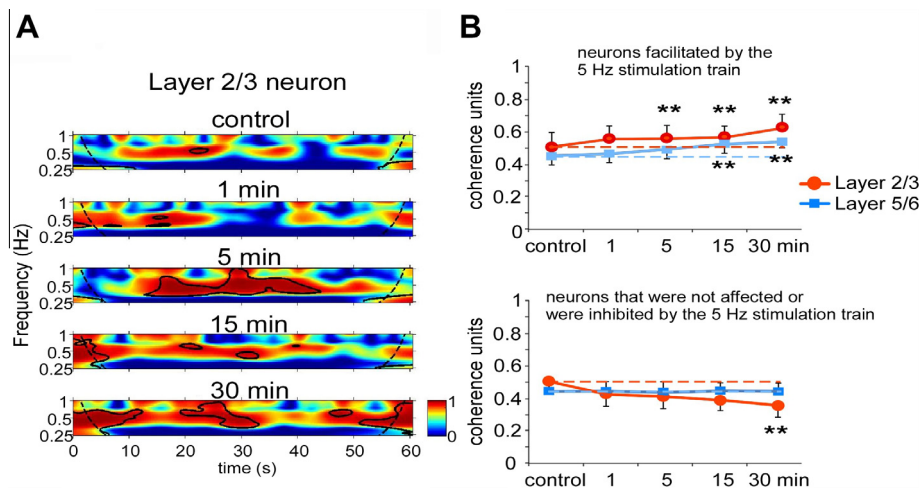 A
Layer 2/3 neuron
control
1
0.5
0.25
1 min
1
0.5
0.25
5 min
1
0.5
0.25
15 min
1
0.5
0.25
30 min
1
0.5
0.25
0 10 20 30 40 50 60
time (s)
Frequency (Hz)
1
0
B
neurons facilitated by the
5 Hz stimulation train
1
0.8
0.6
0.4
0.2
0
coherence units
** ** **
** **
control 1 5 15 30 min
Layer 2/3
Layer 5/6
neurons that were not affected or
were inhibited by the 5 Hz stimulation train
1
0.8
0.6
0.4
0.2
0
coherence units
**
control 1 5 15 30 min